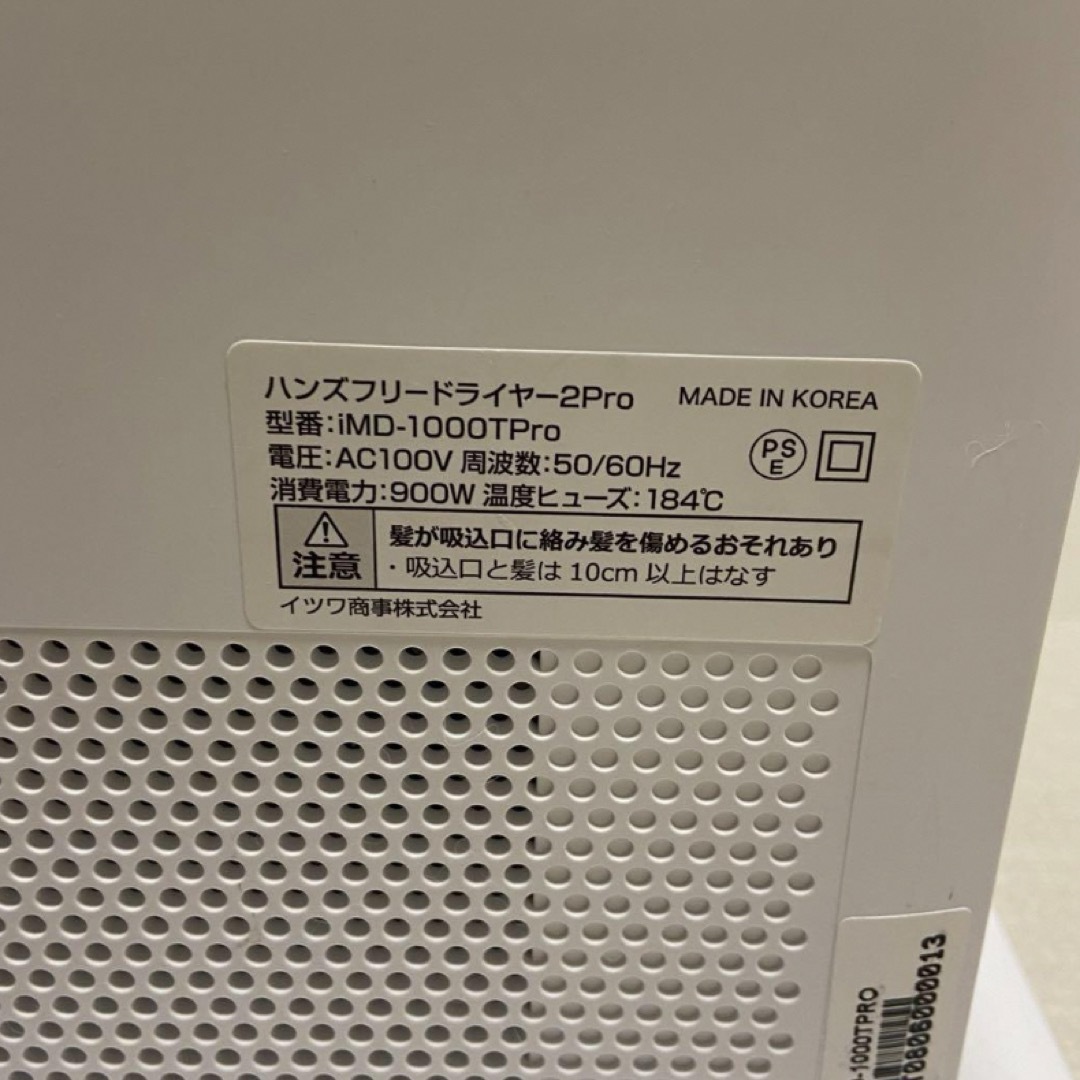 ハンズフリードライヤー2Pro MADE IN KOREA
型番：iMD-1000TPro
電圧：AC100V 周波数：50/60Hz
PS
E
消費電力：900W 温度ヒューズ：184℃
注意
髪が吸込口に絡み髪を傷めるおそれあり
・吸込口と髪は 10cm 以上はなす
イツワ商事株式会社
-1000TPRO
0806000013